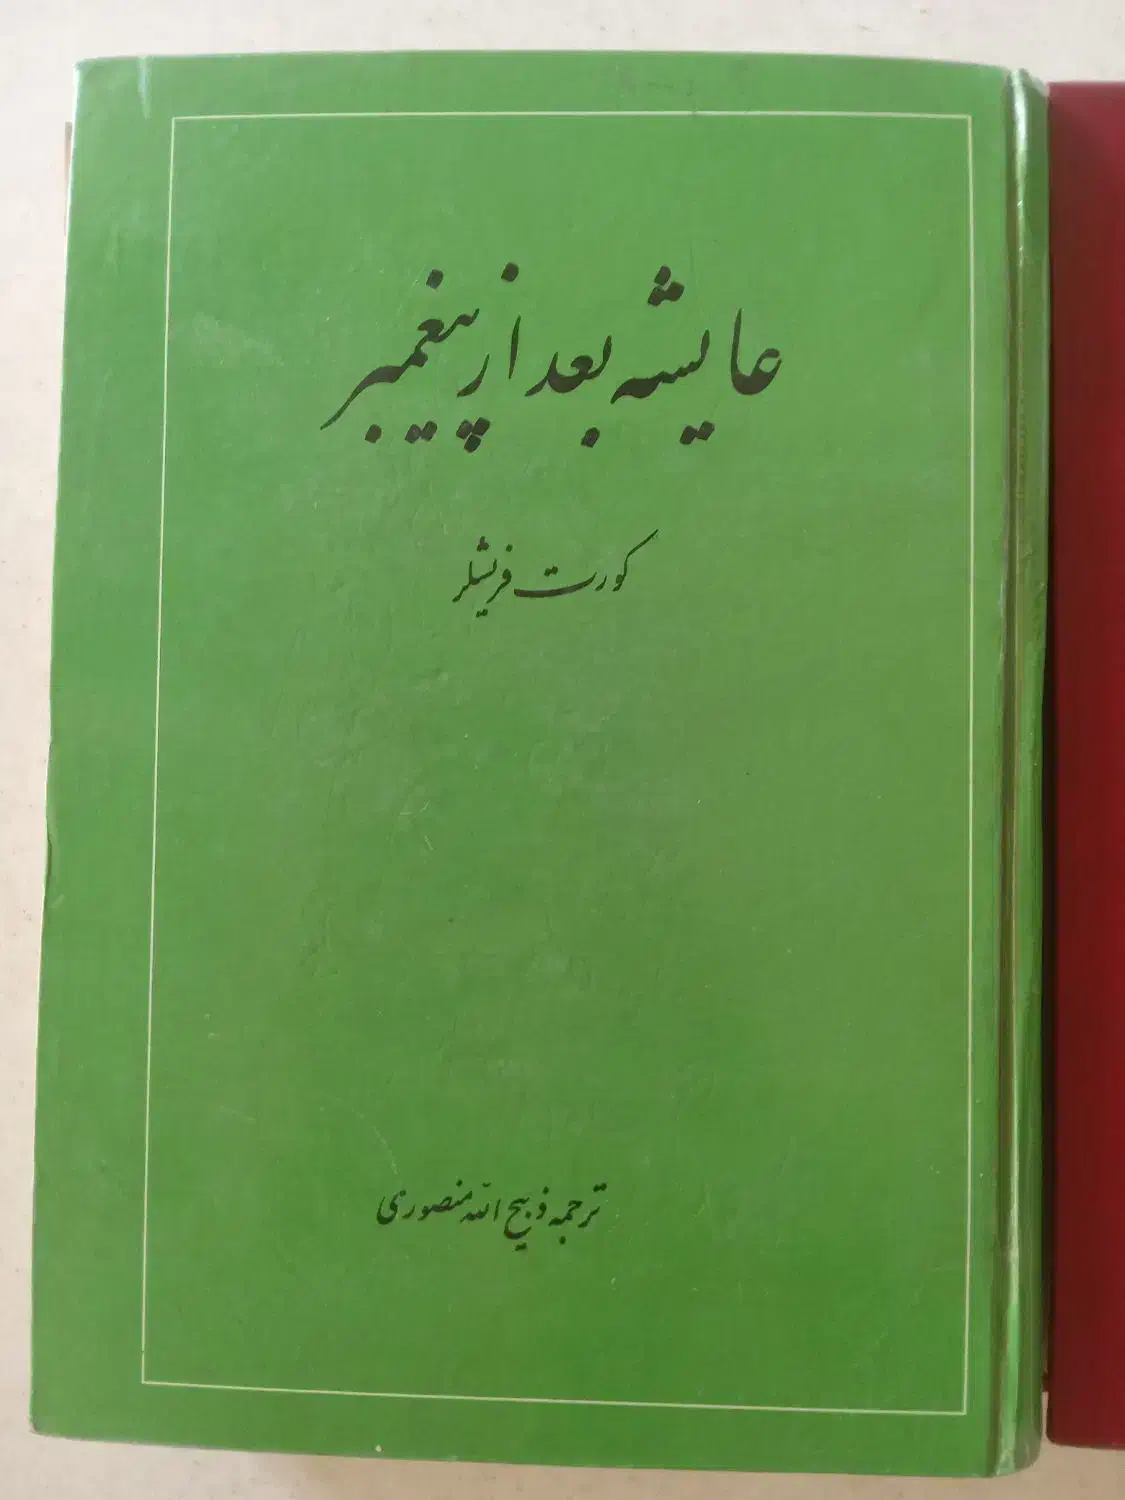 عایشه بعد از پیغمبر
کورت فریشلر
ترجمه ذبیح الله منصوری